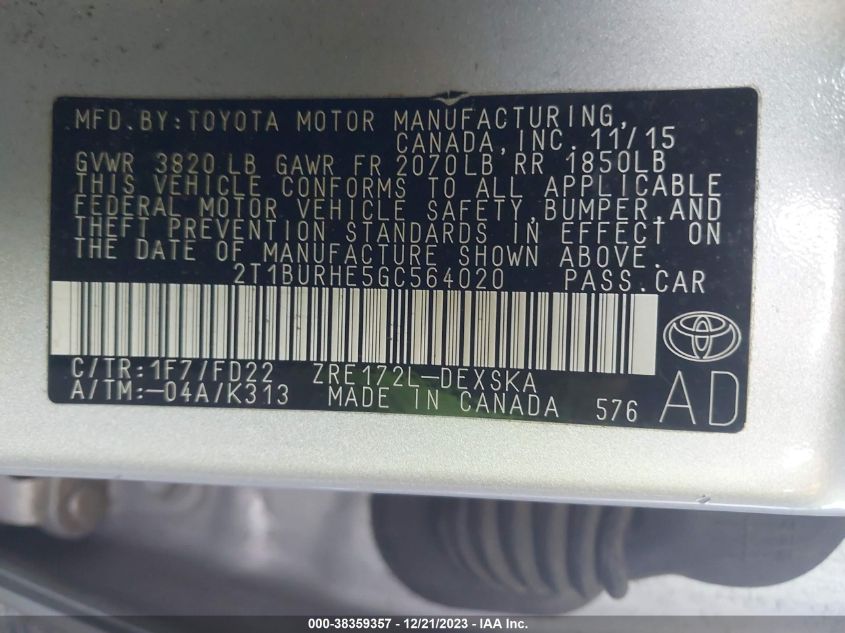 MFD.BY:TOYOTA MOTOR MANUFACTURING,
CANADA,INC. 11/15
GVWR 3820 LB GAWR FR 2070LB RR 1850LB
THIS VEHICLE CONFORMS TO ALL APPLICABLE
FEDERAL MOTOR VEHICLE SAFETY,BUMPER,AND
THEFT PREVENTION STANDARDS IN EFFECT ON
THE DATE OF MANUFACTURE SHOWN ABOVE.
2T1BURHE5GC564020 PASS.CAR
C/TR:1F7/FD22 ZRE172L-DEXSKA
A/TM:-04A/K313 MADE IN CANADA 576 AD
000-38359357 - 12/21/2023 - IAA Inc.